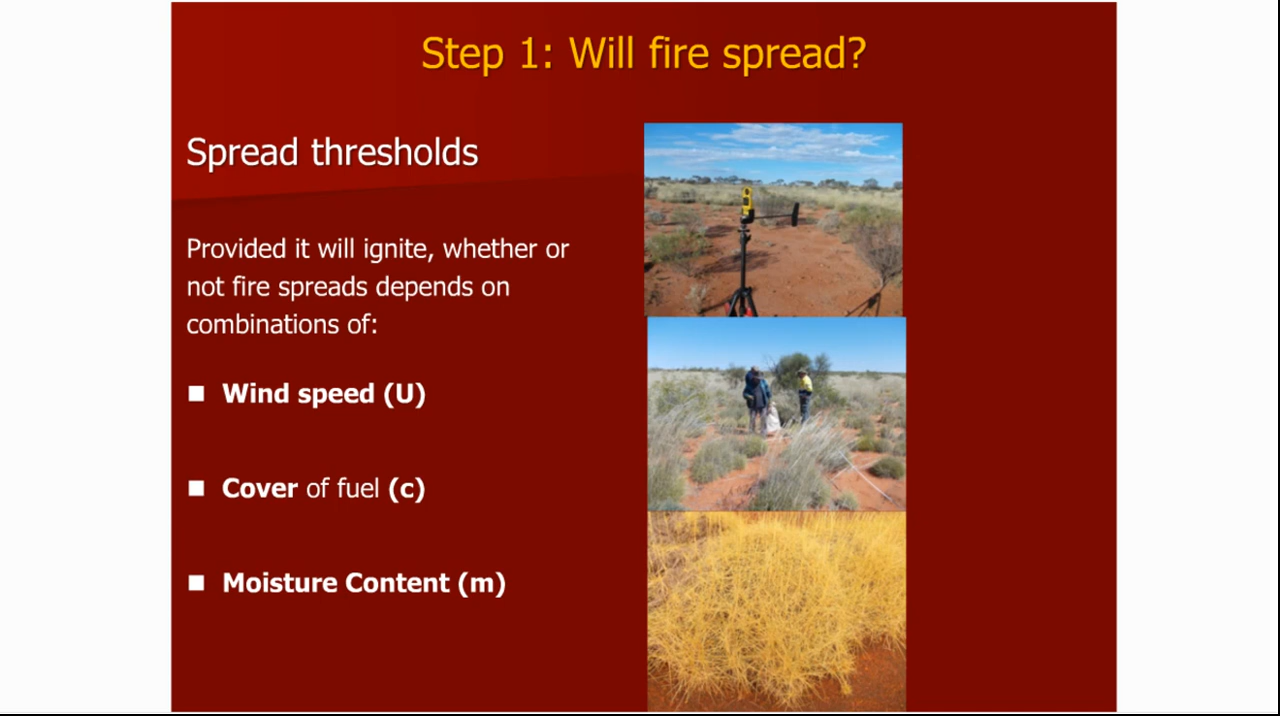 Step 1: Will fire spread?
Spread thresholds
Provided it will ignite, whether or
not fire spreads depends on
combinations of:
Wind speed (U)
Cover of fuel (c)
Moisture Content (m)